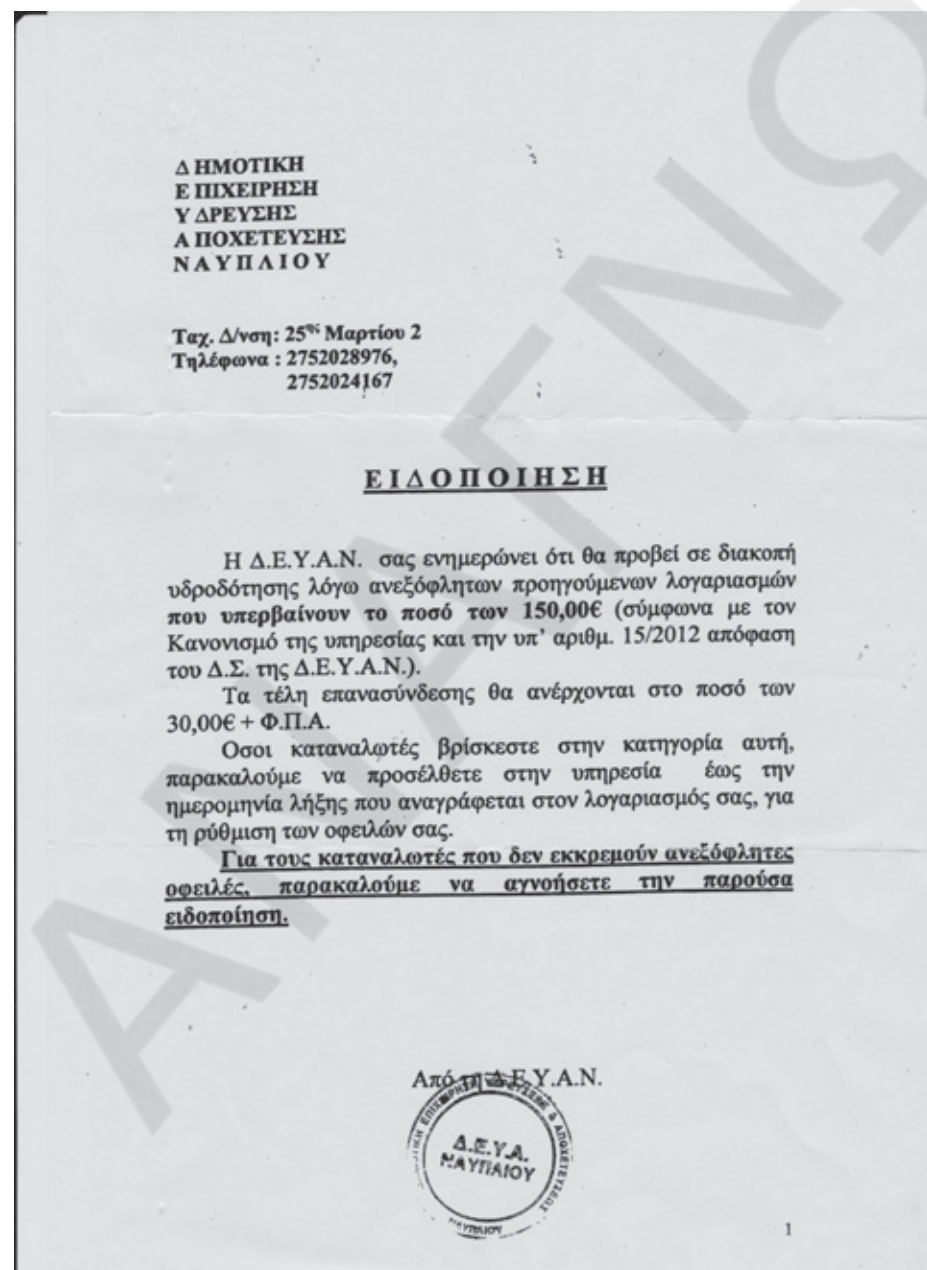 Δ ΗΜΟΤΙΚΗ
Ε ΠΙΧΕΙΡΗΣΗ
Υ ΔΡΕΥΣΗΣ
Α ΠΟΧΕΤΕΥΣΗΣ
Ν Α Υ Π Λ Ι Ο Υ
Ταχ. Δ/νση: 25ης Μαρτίου 2
Τηλέφωνα : 2752028976,
2752024167
Ε Ι Δ Ο Π Ο Ι Η Σ Η
Η Δ.Ε.Υ.Α.Ν. σας ενημερώνει ότι θα προβεί σε διακοπή
υδροδότησης λόγω ανεξόφλητων προηγούμενων λογαριασμών
που υπερβαίνουν το ποσό των 150,00€ (σύμφωνα με τον
Κανονισμό της υπηρεσίας και την υπ’ αριθμ. 15/2012 απόφαση
του Δ.Σ. της Δ.Ε.Υ.Α.Ν.).
Τα τέλη επανασύνδεσης θα ανέρχονται στο ποσό των
30,00€ + Φ.Π.Α.
Οσοι καταναλωτές βρίσκεστε στην κατηγορία αυτή,
παρακαλούμε να προσέλθετε στην υπηρεσία έως την
ημερομηνία λήξης που αναγράφεται στον λογαριασμός σας, για
τη ρύθμιση των οφειλών σας.
Για τους καταναλωτές που δεν εκκρεμούν ανεξόφλητες
οφειλές, παρακαλούμε να αγνοήσετε την παρούσα
ειδοποίηση.
Από τη Δ.Ε.Υ.Α.Ν.
ΕΠΙΧΕΙΡΗΣΗ ΥΔΡΕΥΣΕΩΣ & ΑΠΟΧΕΤΕΥΣΕΩΣ
Δ.Ε.Υ.Α.
ΝΑΥΠΛΙΟΥ
ΝΑΥΠΛΙΟΥ
1